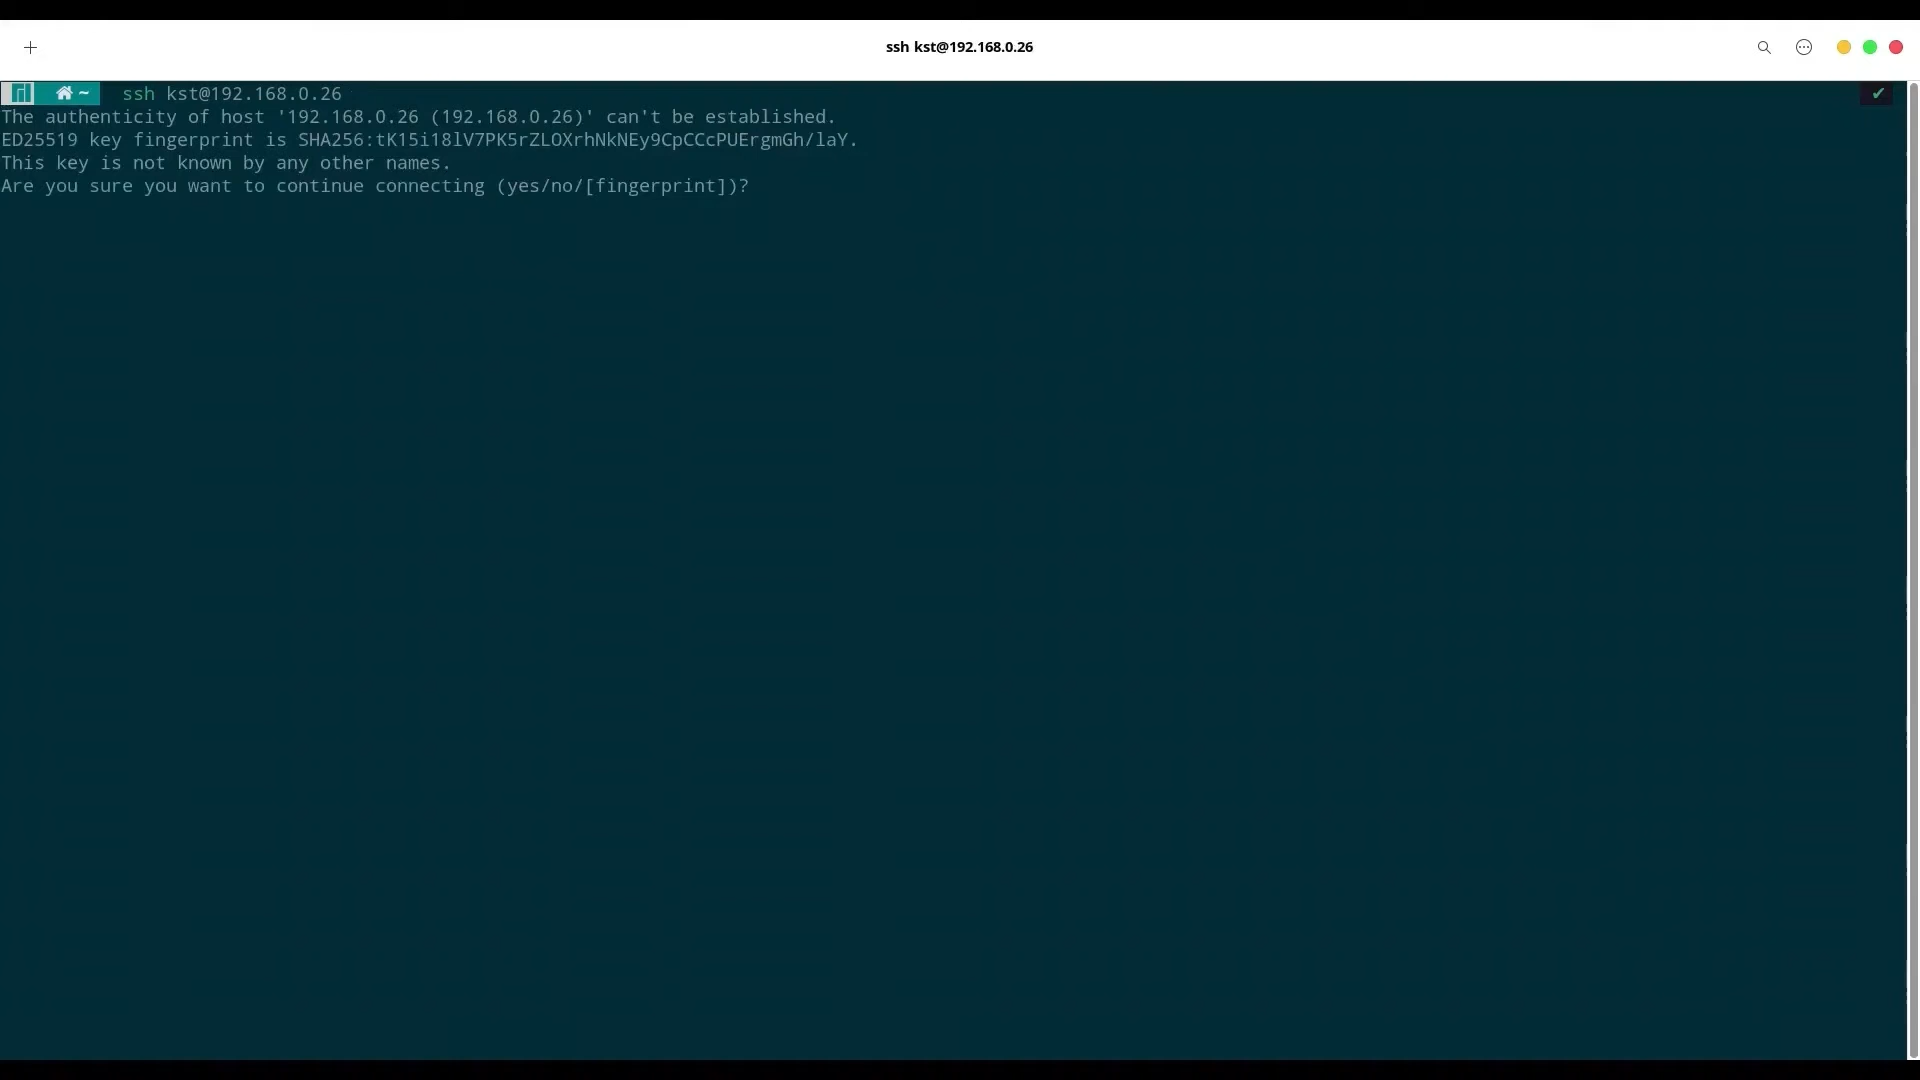 ssh kst@192.168.0.26
~ ssh kst@192.168.0.26
The authenticity of host '192.168.0.26 (192.168.0.26)' can't be established.
ED25519 key fingerprint is SHA256:tK15i18lV7PK5rZLOXrhNkNEy9CpCCcPUErgmGh/laY.
This key is not known by any other names.
Are you sure you want to continue connecting (yes/no/[fingerprint])?